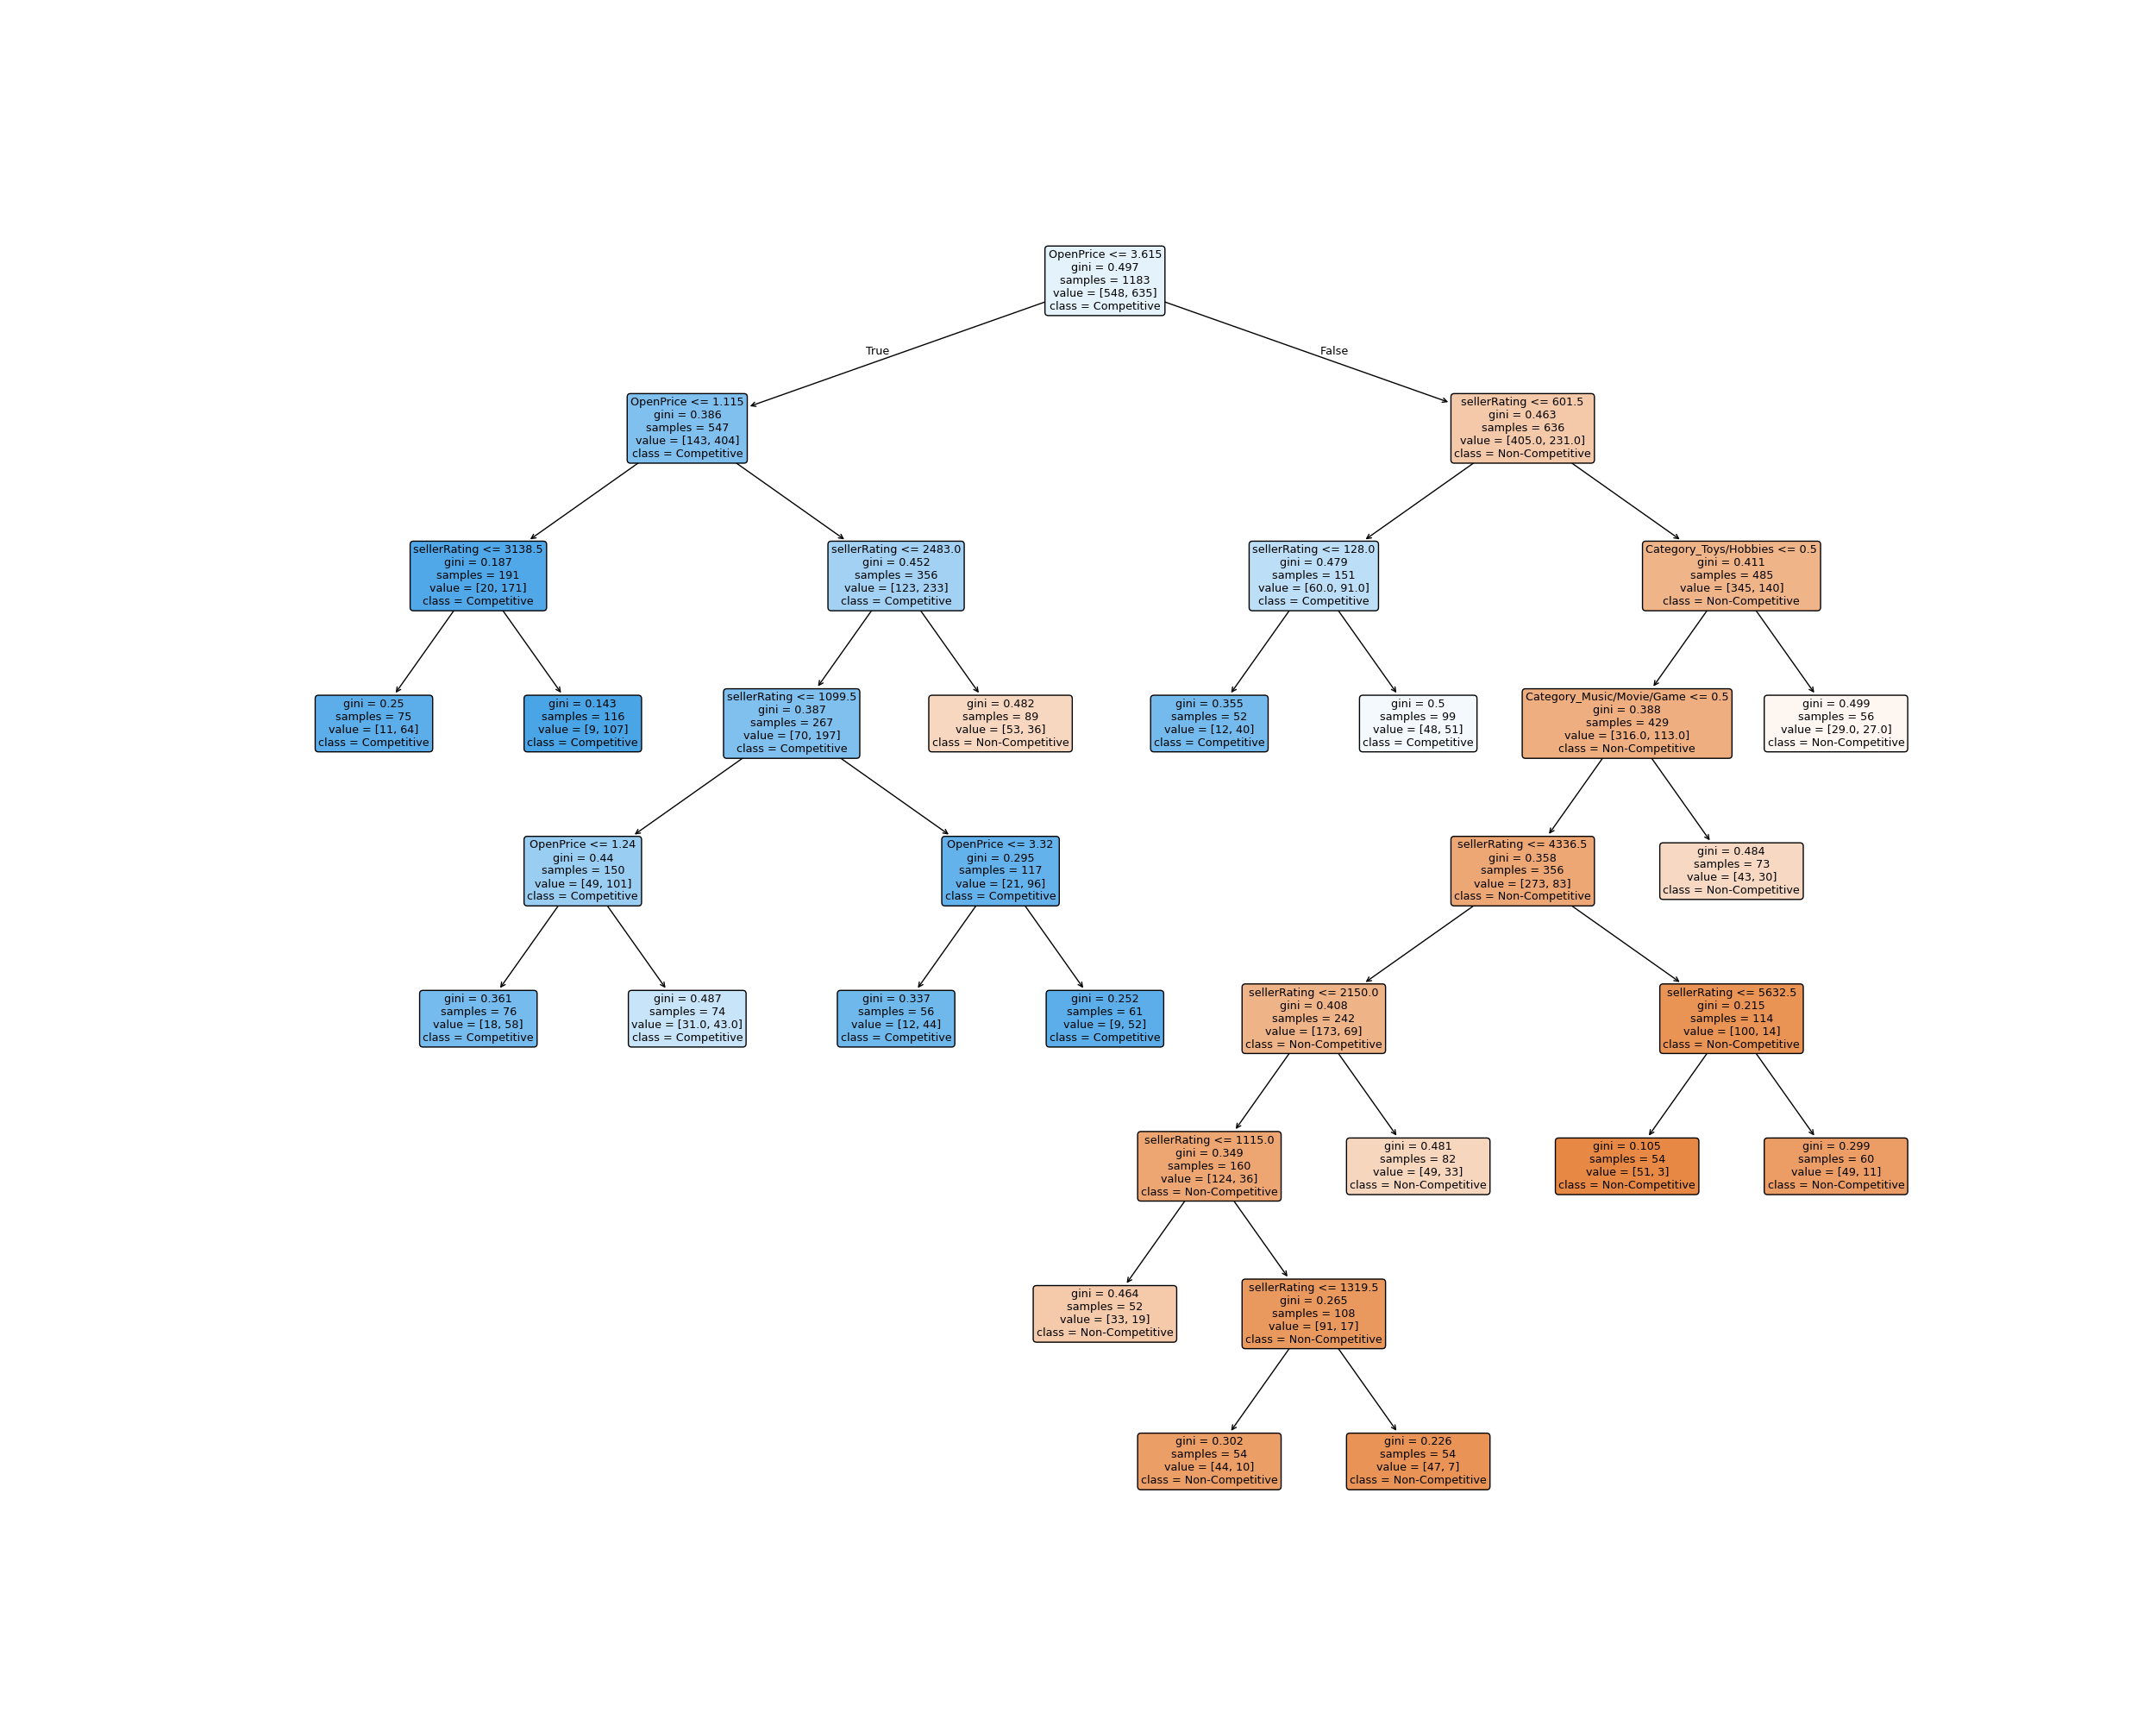 OpenPrice <= 3.615
gini = 0.497
samples = 1183
value = [548, 635]
class = Competitive
True
False
OpenPrice <= 1.115
gini = 0.386
samples = 547
value = [143, 404]
class = Competitive
sellerRating <= 601.5
gini = 0.463
samples = 636
value = [405.0, 231.0]
class = Non-Competitive
sellerRating <= 3138.5
gini = 0.187
samples = 191
value = [20, 171]
class = Competitive
sellerRating <= 2483.0
gini = 0.452
samples = 356
value = [123, 233]
class = Competitive
sellerRating <= 128.0
gini = 0.479
samples = 151
value = [60.0, 91.0]
class = Competitive
Category_Toys/Hobbies <= 0.5
gini = 0.411
samples = 485
value = [345, 140]
class = Non-Competitive
gini = 0.25
samples = 75
value = [11, 64]
class = Competitive
gini = 0.143
samples = 116
value = [9, 107]
class = Competitive
sellerRating <= 1099.5
gini = 0.387
samples = 267
value = [70, 197]
class = Competitive
gini = 0.482
samples = 89
value = [53, 36]
class = Non-Competitive
gini = 0.355
samples = 52
value = [12, 40]
class = Competitive
gini = 0.5
samples = 99
value = [48, 51]
class = Competitive
Category_Music/Movie/Game <= 0.5
gini = 0.388
samples = 429
value = [316.0, 113.0]
class = Non-Competitive
gini = 0.499
samples = 56
value = [29.0, 27.0]
class = Non-Competitive
OpenPrice <= 1.24
gini = 0.44
samples = 150
value = [49, 101]
class = Competitive
OpenPrice <= 3.32
gini = 0.295
samples = 117
value = [21, 96]
class = Competitive
sellerRating <= 4336.5
gini = 0.358
samples = 356
value = [273, 83]
class = Non-Competitive
gini = 0.484
samples = 73
value = [43, 30]
class = Non-Competitive
gini = 0.361
samples = 76
value = [18, 58]
class = Competitive
gini = 0.487
samples = 74
value = [31.0, 43.0]
class = Competitive
gini = 0.337
samples = 56
value = [12, 44]
class = Competitive
gini = 0.252
samples = 61
value = [9, 52]
class = Competitive
sellerRating <= 2150.0
gini = 0.408
samples = 242
value = [173, 69]
class = Non-Competitive
sellerRating <= 5632.5
gini = 0.215
samples = 114
value = [100, 14]
class = Non-Competitive
sellerRating <= 1115.0
gini = 0.349
samples = 160
value = [124, 36]
class = Non-Competitive
gini = 0.481
samples = 82
value = [49, 33]
class = Non-Competitive
gini = 0.105
samples = 54
value = [51, 3]
class = Non-Competitive
gini = 0.299
samples = 60
value = [49, 11]
class = Non-Competitive
gini = 0.464
samples = 52
value = [33, 19]
class = Non-Competitive
sellerRating <= 1319.5
gini = 0.265
samples = 108
value = [91, 17]
class = Non-Competitive
gini = 0.302
samples = 54
value = [44, 10]
class = Non-Competitive
gini = 0.226
samples = 54
value = [47, 7]
class = Non-Competitive